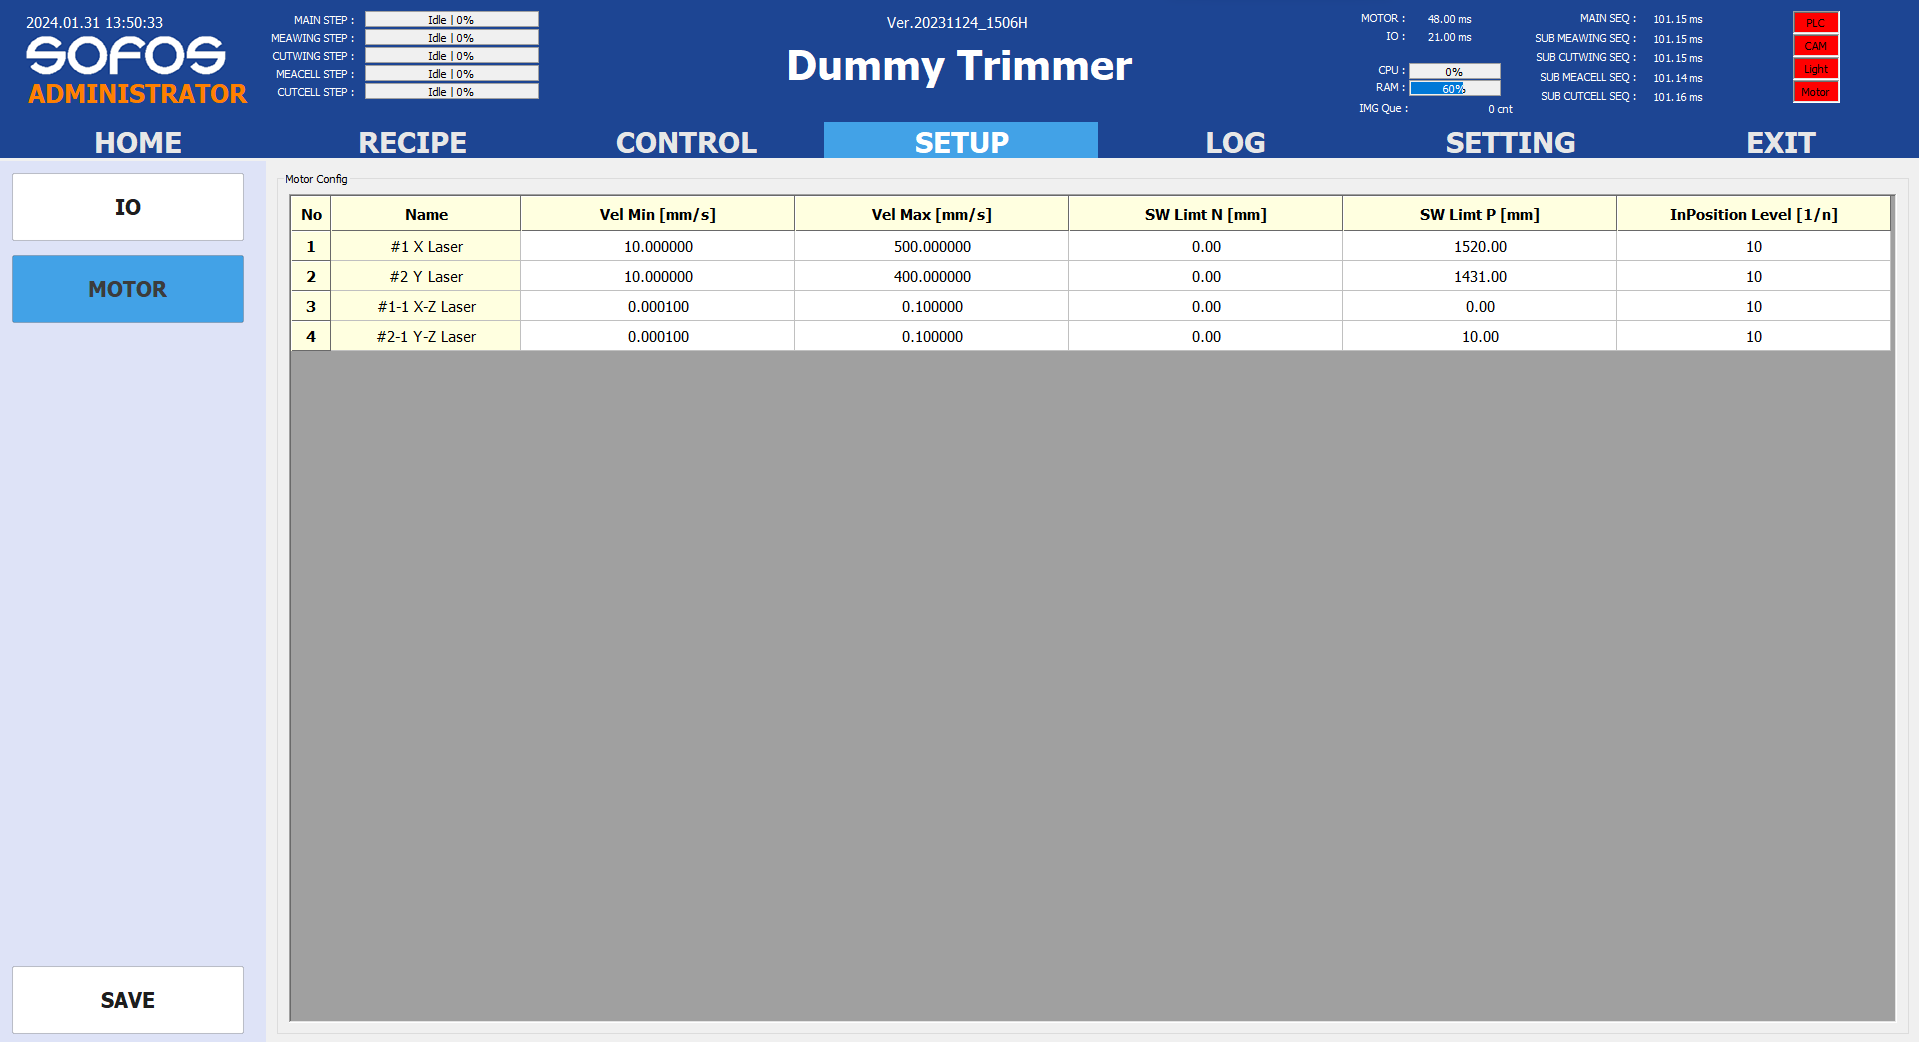 2024.01.31 13:50:33
SOFOS
ADMINISTRATOR
MAIN STEP : Idle | 0%
MEAWING STEP : Idle | 0%
CUTWING STEP : Idle | 0%
MEACELL STEP : Idle | 0%
CUTCELL STEP : Idle | 0%
Ver.20231124_1506H
Dummy Trimmer
MOTOR : 48.00 ms
IO : 21.00 ms
CPU : 0%
RAM : 60%
IMG Que : 0 cnt
MAIN SEQ : 101.15 ms
SUB MEAWING SEQ : 101.15 ms
SUB CUTWING SEQ : 101.15 ms
SUB MEACELL SEQ : 101.14 ms
SUB CUTCELL SEQ : 101.16 ms
PLC
CAM
Light
Motor
HOME RECIPE CONTROL SETUP LOG SETTING EXIT
IO
MOTOR
SAVE
Motor Config
No Name Vel Min [mm/s] Vel Max [mm/s] SW Limt N [mm] SW Limt P [mm] InPosition Level [1/n]
1 #1 X Laser 10.000000 500.000000 0.00 1520.00 10
2 #2 Y Laser 10.000000 400.000000 0.00 1431.00 10
3 #1-1 X-Z Laser 0.000100 0.100000 0.00 0.00 10
4 #2-1 Y-Z Laser 0.000100 0.100000 0.00 10.00 10